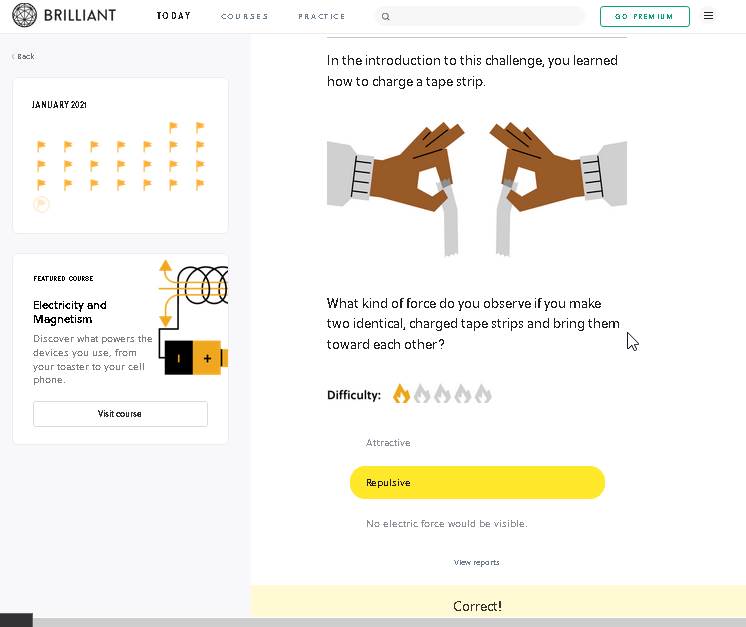 BRILLIANT
TODAY
COURSES
PRACTICE
GO PREMIUM
Back
JANUARY 2021
FEATURED COURSE
Electricity and
Magnetism
Discover what powers the
devices you use, from
your toaster to your cell
phone.
Visit course
In the introduction to this challenge, you learned
how to charge a tape strip.
What kind of force do you observe if you make
two identical, charged tape strips and bring them
toward each other?
Difficulty:
Attractive
Repulsive
No electric force would be visible.
View reports
Correct!